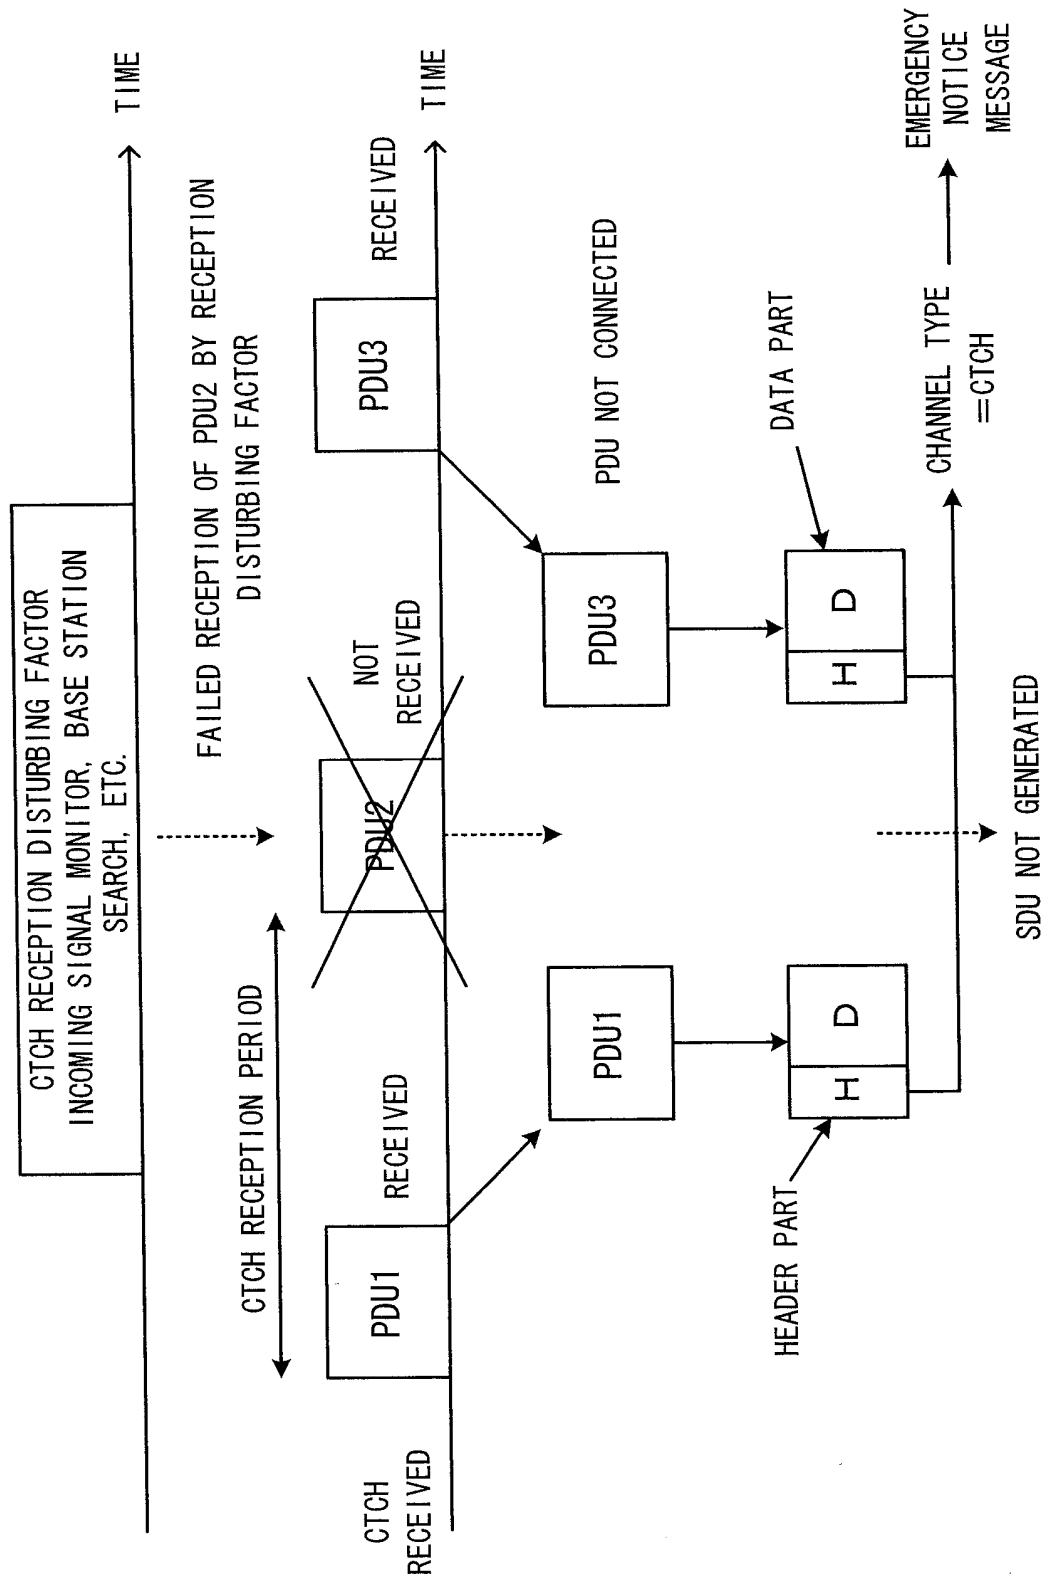 CTCH RECEPTION DISTURBING FACTOR
INCOMING SIGNAL MONITOR, BASE STATION
SEARCH, ETC.
TIME
FAILED RECEPTION OF PDU2 BY RECEPTION
DISTURBING FACTOR
CTCH RECEPTION PERIOD
CTCH
RECEIVED
PDU1
RECEIVED
PDU2
NOT
RECEIVED
PDU3
RECEIVED
TIME
PDU1
PDU3
PDU NOT CONNECTED
HEADER PART
H
D
H
D
DATA PART
CHANNEL TYPE
=CTCH
EMERGENCY
NOTICE
MESSAGE
SDU NOT GENERATED